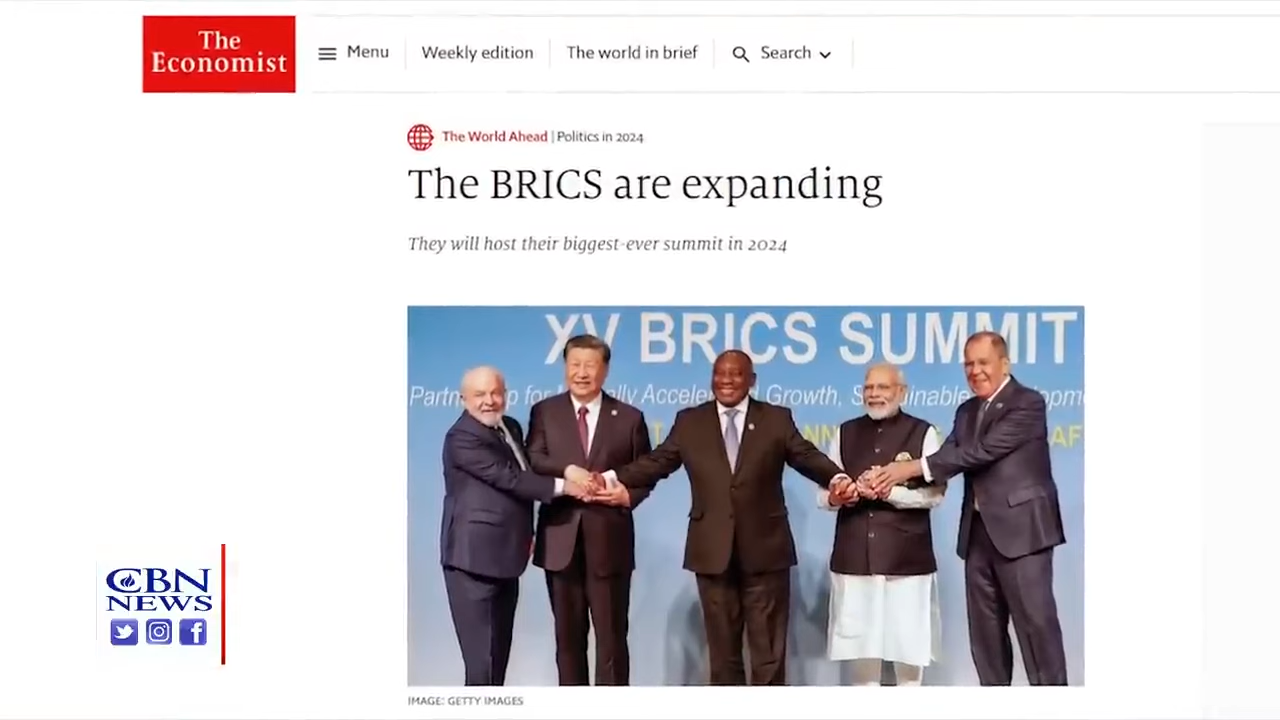 The
Economist
Menu
Weekly edition
The world in brief
Search
The World Ahead | Politics in 2024
The BRICS are expanding
They will host their biggest-ever summit in 2024
XV BRICS SUMMIT
for Accele Growth,
CBN
NEWS
IMAGE: GETTY IMAGES